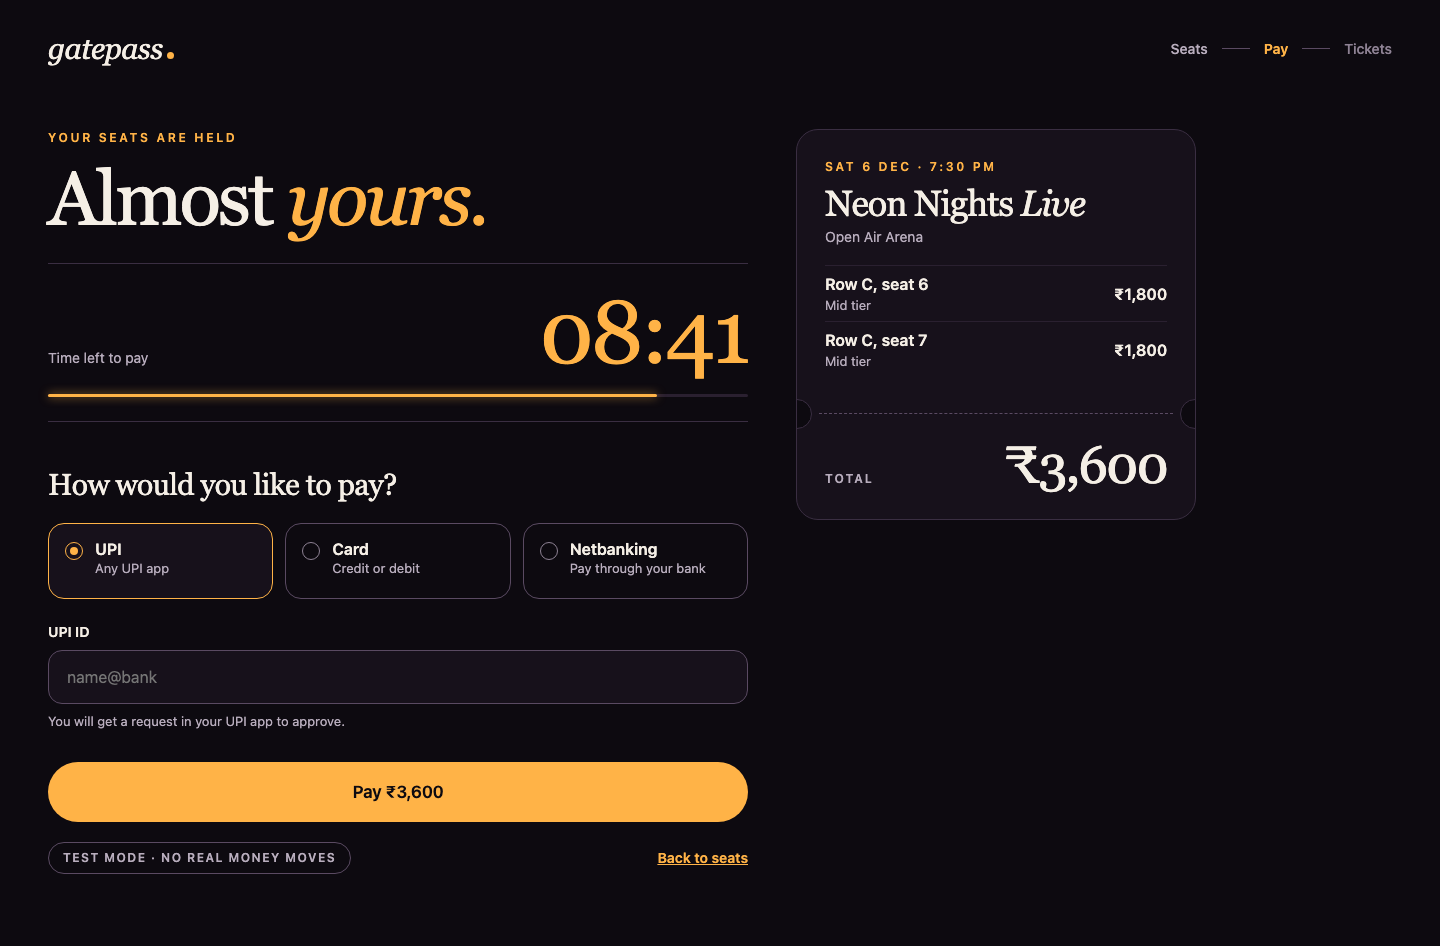 gatepass.
Seats
Pay
Tickets
YOUR SEATS ARE HELD
Almost yours.
Time left to pay
08:41
How would you like to pay?
UPI
Any UPI app
Card
Credit or debit
Netbanking
Pay through your bank
UPI ID
name@bank
You will get a request in your UPI app to approve.
Pay ₹3,600
TEST MODE · NO REAL MONEY MOVES
Back to seats
SAT 6 DEC · 7:30 PM
Neon Nights Live
Open Air Arena
Row C, seat 6
Mid tier
₹1,800
Row C, seat 7
Mid tier
₹1,800
TOTAL
₹3,600